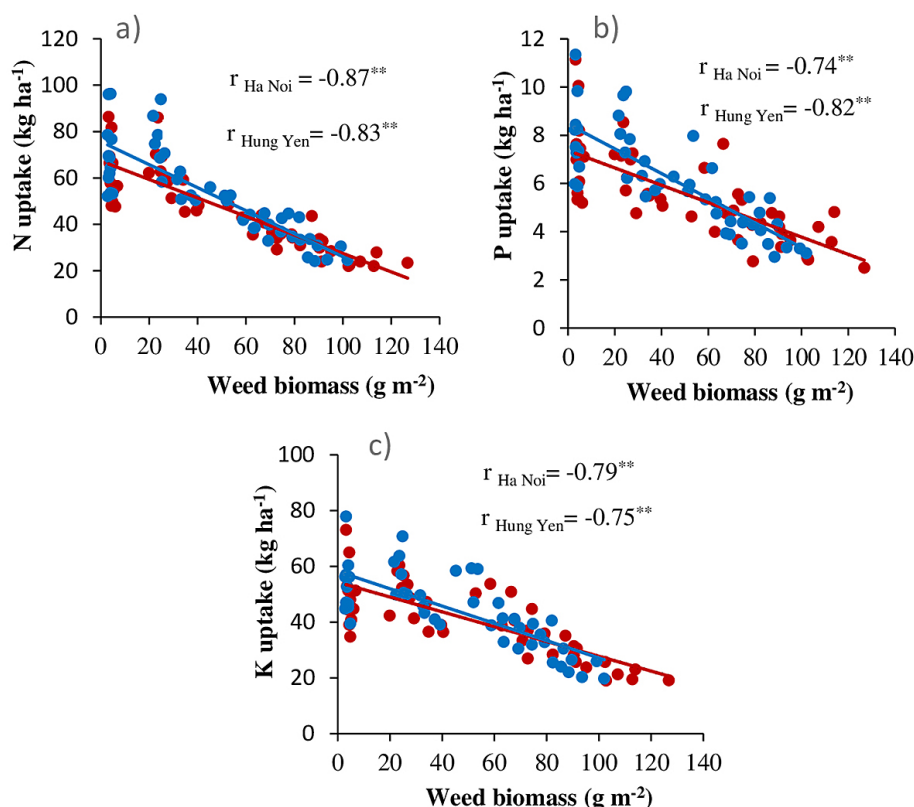 a)
N uptake (kg ha-1)
120
100
80
60
40
20
0
r Ha Noi = -0.87**
r Hung Yen= -0.83**
0 20 40 60 80 100 120 140
Weed biomass (g m-2)
b)
P uptake (kg ha-1)
12
10
8
6
4
2
0
r Ha Noi = -0.74**
r Hung Yen = -0.82**
0 20 40 60 80 100 120 140
Weed biomass (g m-2)
c)
K uptake (kg ha-1)
100
80
60
40
20
0
r Ha Noi= -0.79**
r Hung Yen= -0.75**
0 20 40 60 80 100 120 140
Weed biomass (g m-2)